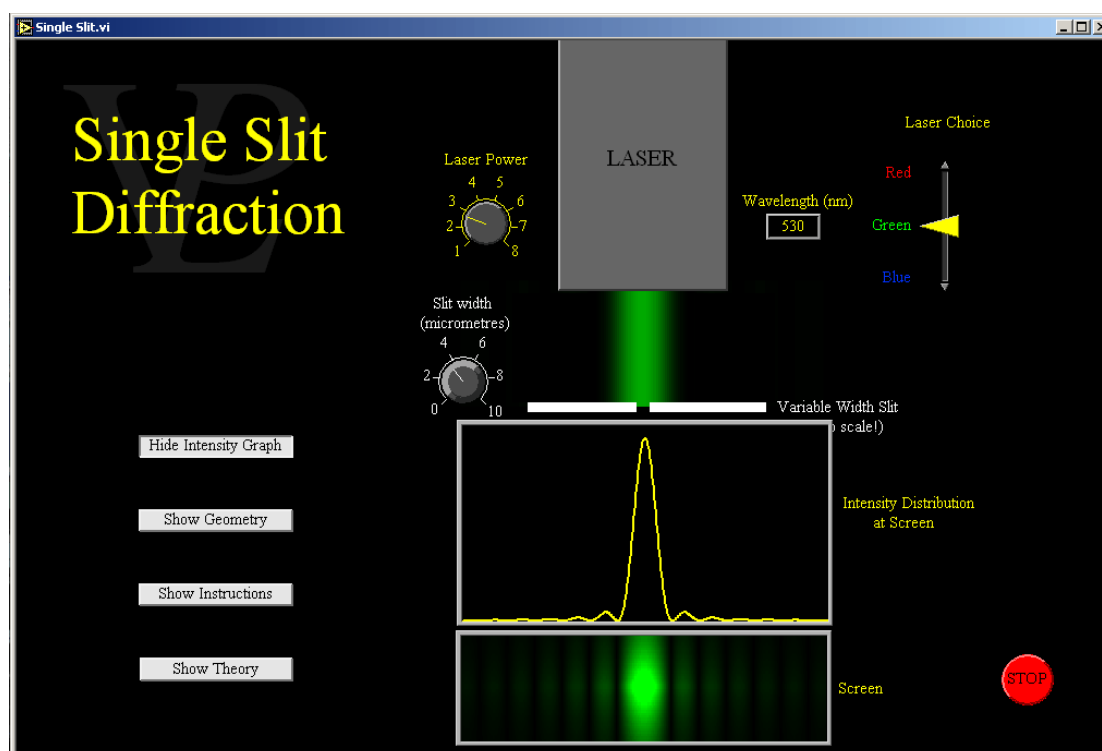 Single Slit.vi
Single Slit
Diffraction
LASER
Laser Choice
Laser Power
Red
4 5
3 6
2 7
1 8
Wavelength (nm)
530
Green
Blue
Slit width
(micrometres)
4 6
2 8
0 10
Variable Width Slit
scale!)
Hide Intensity Graph
Intensity Distribution
at Screen
Show Geometry
Show Instructions
Show Theory
Screen
STOP